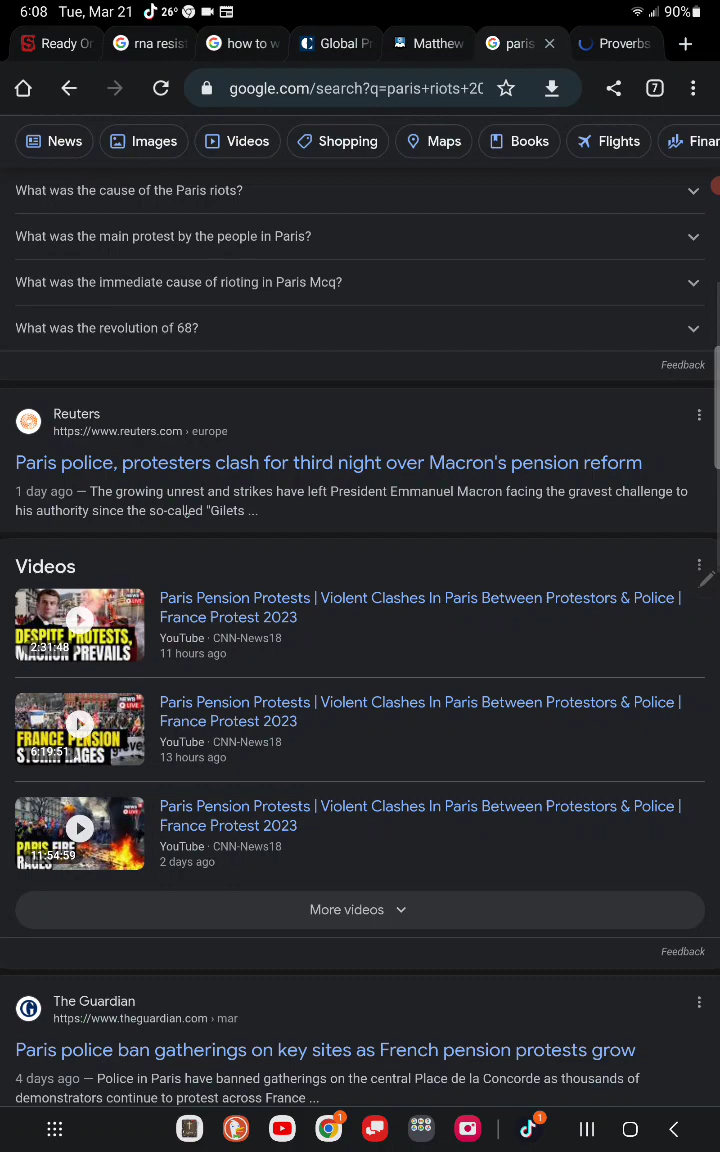 6:08 Tue, Mar 21 26° 90%
Ready Or rna resis how to w Global Pr Matthew paris Proverbs
google.com/search?q=paris+riots+20 7
News Images Videos Shopping Maps Books Flights Finan
What was the cause of the Paris riots?
What was the main protest by the people in Paris?
What was the immediate cause of rioting in Paris Mcq?
What was the revolution of 68?
Feedback
Reuters
https://www.reuters.com › europe
Paris police, protesters clash for third night over Macron's pension reform
1 day ago — The growing unrest and strikes have left President Emmanuel Macron facing the gravest challenge to
his authority since the so-called "Gilets ...
Videos
DESPITE PROTESTS,
MACRON PREVAILS
2:31:48
Paris Pension Protests | Violent Clashes In Paris Between Protestors & Police |
France Protest 2023
YouTube · CNN-News18
11 hours ago
FRANCE PENSION
STORM RAGES
6:19:51
Paris Pension Protests | Violent Clashes In Paris Between Protestors & Police |
France Protest 2023
YouTube · CNN-News18
13 hours ago
PARIS FIRE
RAGES
11:54:59
Paris Pension Protests | Violent Clashes In Paris Between Protestors & Police |
France Protest 2023
YouTube · CNN-News18
2 days ago
More videos
Feedback
The Guardian
https://www.theguardian.com › mar
Paris police ban gatherings on key sites as French pension protests grow
4 days ago — Police in Paris have banned gatherings on the central Place de la Concorde as thousands of
demonstrators continue to protest across France ...
1 1